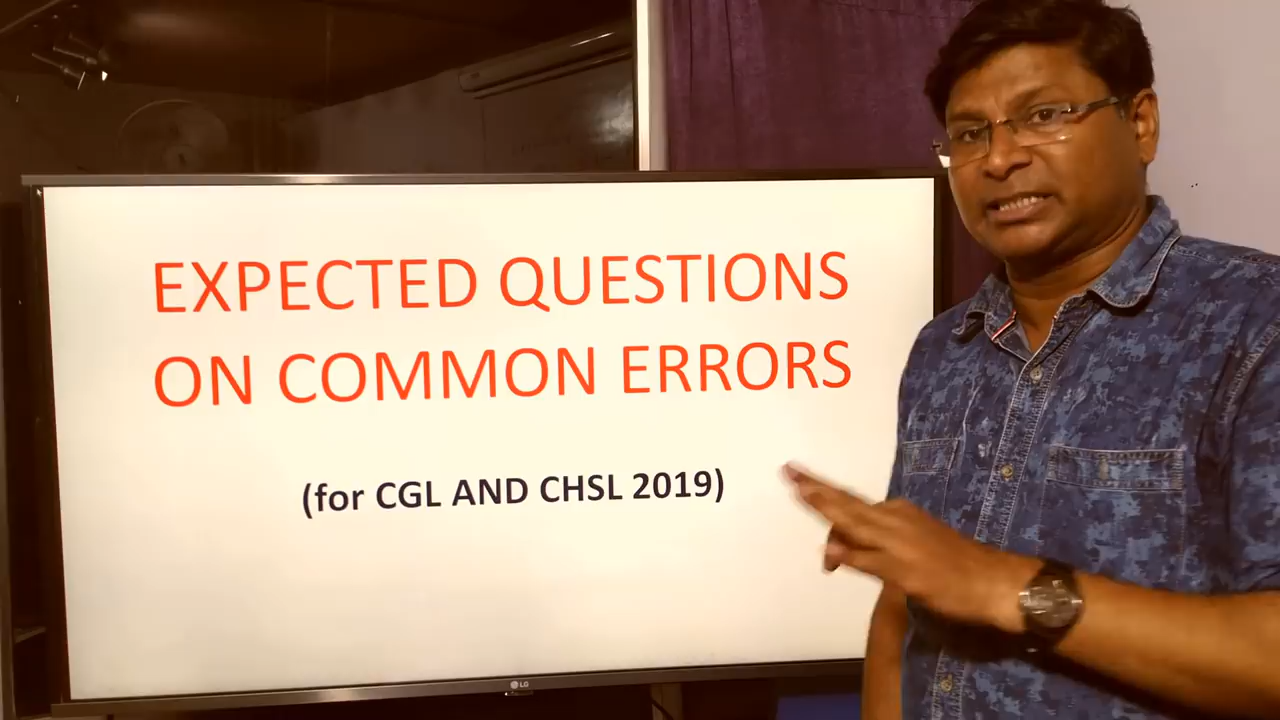 EXPECTED QUESTIONS
ON COMMON ERRORS
(for CGL AND CHSL 2019)
LG